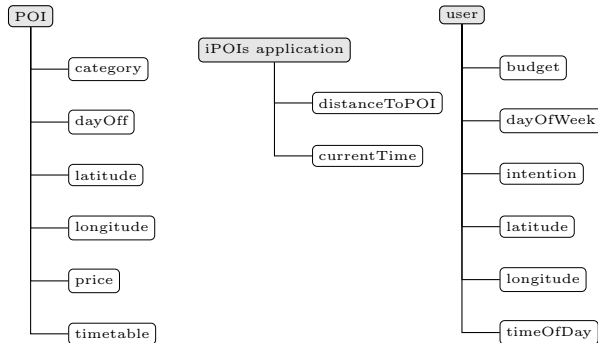 POI
category
dayOff
latitude
longitude
price
timetable
iPOIs application
distanceToPOI
currentTime
user
budget
dayOfWeek
intention
latitude
longitude
timeOfDay